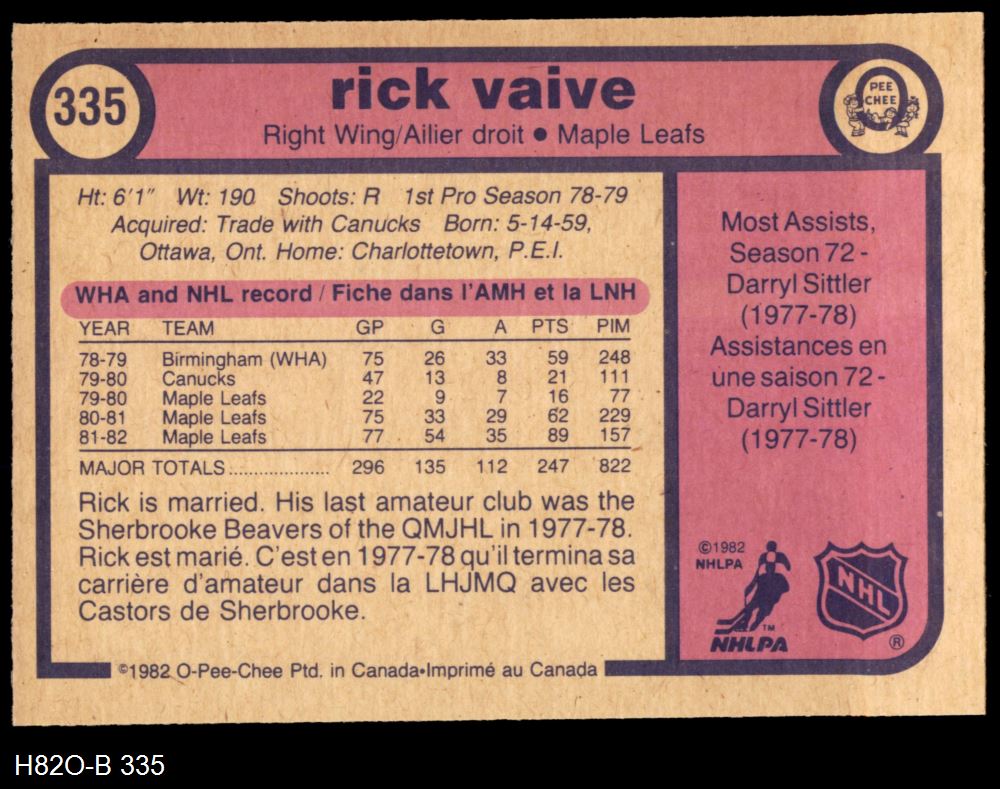 335
rick vaive
Right Wing/Ailier droit ● Maple Leafs
PEE
CHEE
Ht: 6'1" Wt: 190 Shoots: R 1st Pro Season 78-79
Acquired: Trade with Canucks Born: 5-14-59,
Ottawa, Ont. Home: Charlottetown, P.E.I.
WHA and NHL record / Fiche dans l'AMH et la LNH
YEAR TEAM GP G A PTS PIM
78-79 Birmingham (WHA) 75 26 33 59 248
79-80 Canucks 47 13 8 21 111
79-80 Maple Leafs 22 9 7 16 77
80-81 Maple Leafs 75 33 29 62 229
81-82 Maple Leafs 77 54 35 89 157
MAJOR TOTALS.................. 296 135 112 247 822
Rick is married. His last amateur club was the
Sherbrooke Beavers of the QMJHL in 1977-78.
Rick est marié. C'est en 1977-78 qu'il termina sa
carrière d'amateur dans la LHJMQ avec les
Castors de Sherbrooke.
©1982 O-Pee-Chee Ptd. in Canada•Imprimé au Canada
Most Assists,
Season 72 -
Darryl Sittler
(1977-78)
Assistances en
une saison 72 -
Darryl Sittler
(1977-78)
©1982
NHLPA
TM
NHLPA
NHL
®
H82O-B 335